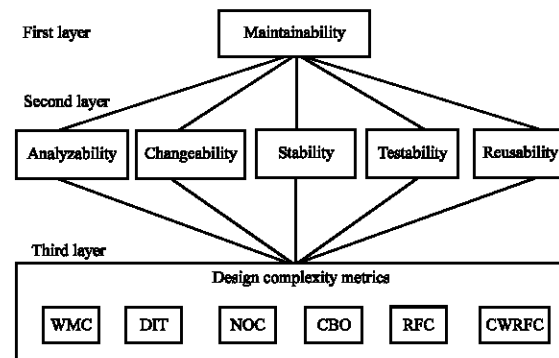 First layer
Maintainability
Second layer
Analyzability Changeability Stability Testability Reusability
Third layer
Design complexity metrics
WMC DIT NOC CBO RFC CWRFC